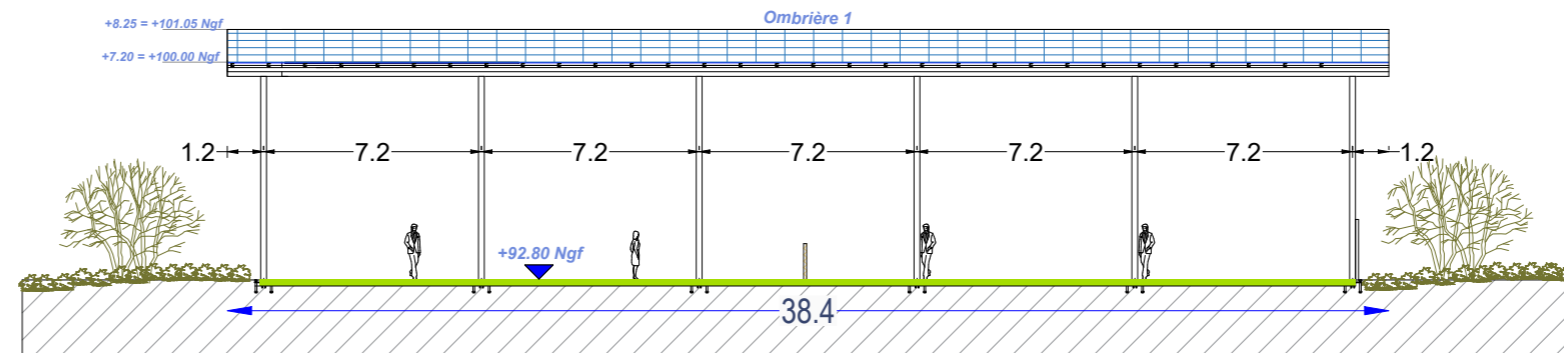 +8.25 = +101.05 Ngf
Ombrière 1
+7.20 = +100.00 Ngf
1.2 7.2 7.2 7.2 7.2 7.2 1.2
+92.80 Ngf
38.4